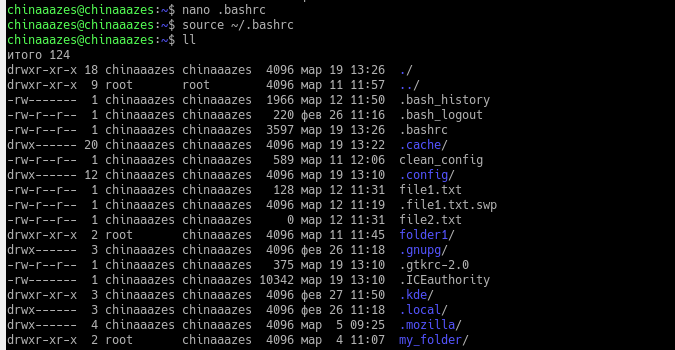 chinaaazes@chinaaazes:~$ nano .bashrc
chinaaazes@chinaaazes:~$ source ~/.bashrc
chinaaazes@chinaaazes:~$ ll
итого 124
drwxr-xr-x 18 chinaaazes chinaaazes  4096 мар 19 13:26 ./
drwxr-xr-x  9 root       root        4096 мар 11 11:57 ../
-rw-------  1 chinaaazes chinaaazes  1966 мар 12 11:50 .bash_history
-rw-r--r--  1 chinaaazes chinaaazes   220 фев 26 11:16 .bash_logout
-rw-r--r--  1 chinaaazes chinaaazes  3597 мар 19 13:26 .bashrc
drwx------ 20 chinaaazes chinaaazes  4096 мар 19 13:22 .cache/
-rw-r--r--  1 chinaaazes chinaaazes   589 мар 11 12:06 clean_config
drwx------ 12 chinaaazes chinaaazes  4096 мар 19 13:10 .config/
-rw-r--r--  1 chinaaazes chinaaazes   128 мар 12 11:31 file1.txt
-rw-r--r--  1 chinaaazes chinaaazes  4096 мар 12 11:19 .file1.txt.swp
-rw-r--r--  1 chinaaazes chinaaazes     0 мар 12 11:31 file2.txt
drwxr-xr-x  2 root       chinaaazes  4096 мар 11 11:45 folder1/
drwx------  3 chinaaazes chinaaazes  4096 фев 26 11:18 .gnupg/
-rw-r--r--  1 chinaaazes chinaaazes   375 мар 19 13:10 .gtkrc-2.0
-rw-------  1 chinaaazes chinaaazes 10342 мар 19 13:10 .ICEauthority
drwxr-xr-x  3 chinaaazes chinaaazes  4096 фев 27 11:50 .kde/
drwxr-xr-x  3 chinaaazes chinaaazes  4096 фев 26 11:18 .local/
drwx------  4 chinaaazes chinaaazes  4096 мар  5 09:25 .mozilla/
drwxr-xr-x  2 root       chinaaazes  4096 мар  4 11:07 my_folder/